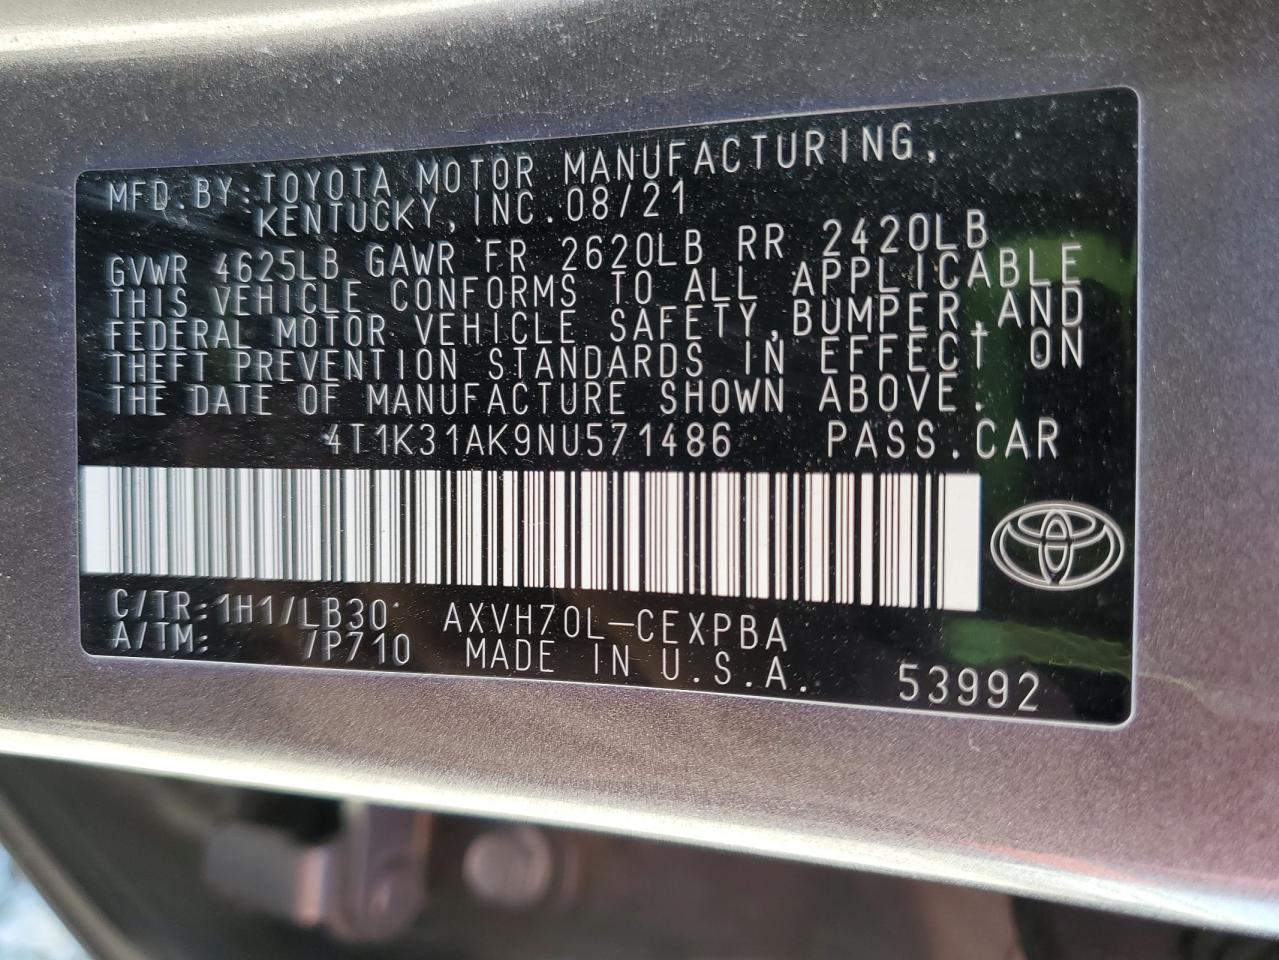 MFD.BY:TOYOTA MOTOR MANUFACTURING,
KENTUCKY, INC.08/21
GVWR 4625LB GAWR FR 2620LB RR 2420LB
THIS VEHICLE CONFORMS TO ALL APPLICABLE
FEDERAL MOTOR VEHICLE SAFETY,BUMPER,AND
THEFT PREVENTION STANDARDS IN EFFECT ON
THE DATE OF MANUFACTURE SHOWN ABOVE.
4T1K31AK9NU571486 PASS.CAR
C/TR:1H1/LB30 AXVH70L-CEXPBA
A/TM: 7P710 MADE IN U.S.A. 53992